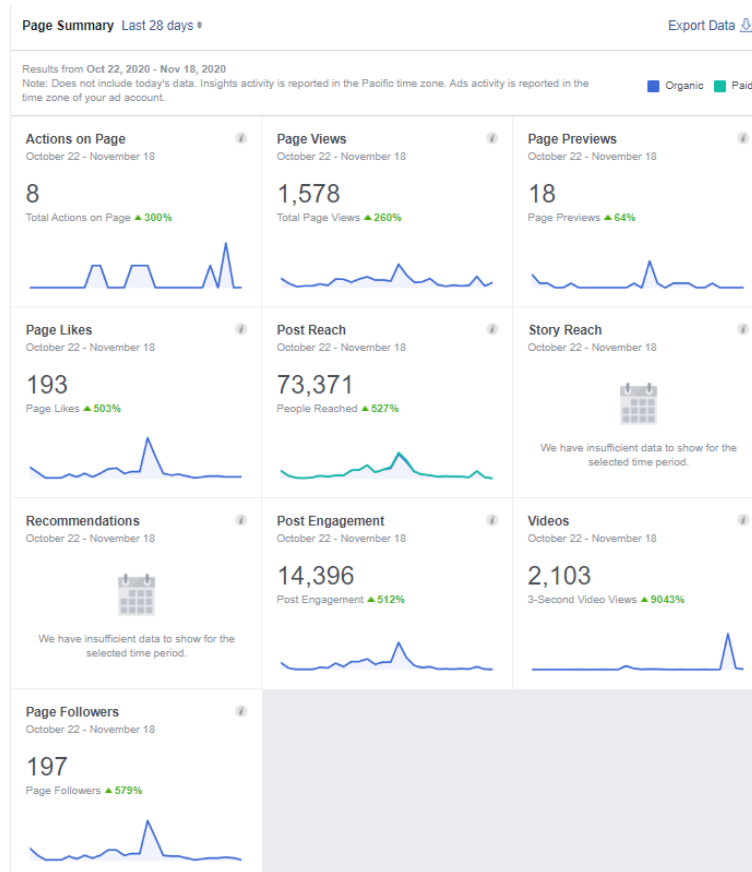 Page Summary Last 28 days
Export Data
Results from Oct 22, 2020 - Nov 18, 2020
Note: Does not include today's data. Insights activity is reported in the Pacific time zone. Ads activity is reported in the
time zone of your ad account.
Organic Paid
Actions on Page
October 22 - November 18
8
Total Actions on Page 300%
Page Views
October 22 - November 18
1,578
Total Page Views 260%
Page Previews
October 22 - November 18
18
Page Previews 64%
Page Likes
October 22 - November 18
193
Page Likes 503%
Post Reach
October 22 - November 18
73,371
People Reached 527%
Story Reach
October 22 - November 18
We have insufficient data to show for the
selected time period.
Recommendations
October 22 - November 18
We have insufficient data to show for the
selected time period.
Post Engagement
October 22 - November 18
14,396
Post Engagement 512%
Videos
October 22 - November 18
2,103
3-Second Video Views 9043%
Page Followers
October 22 - November 18
197
Page Followers 579%